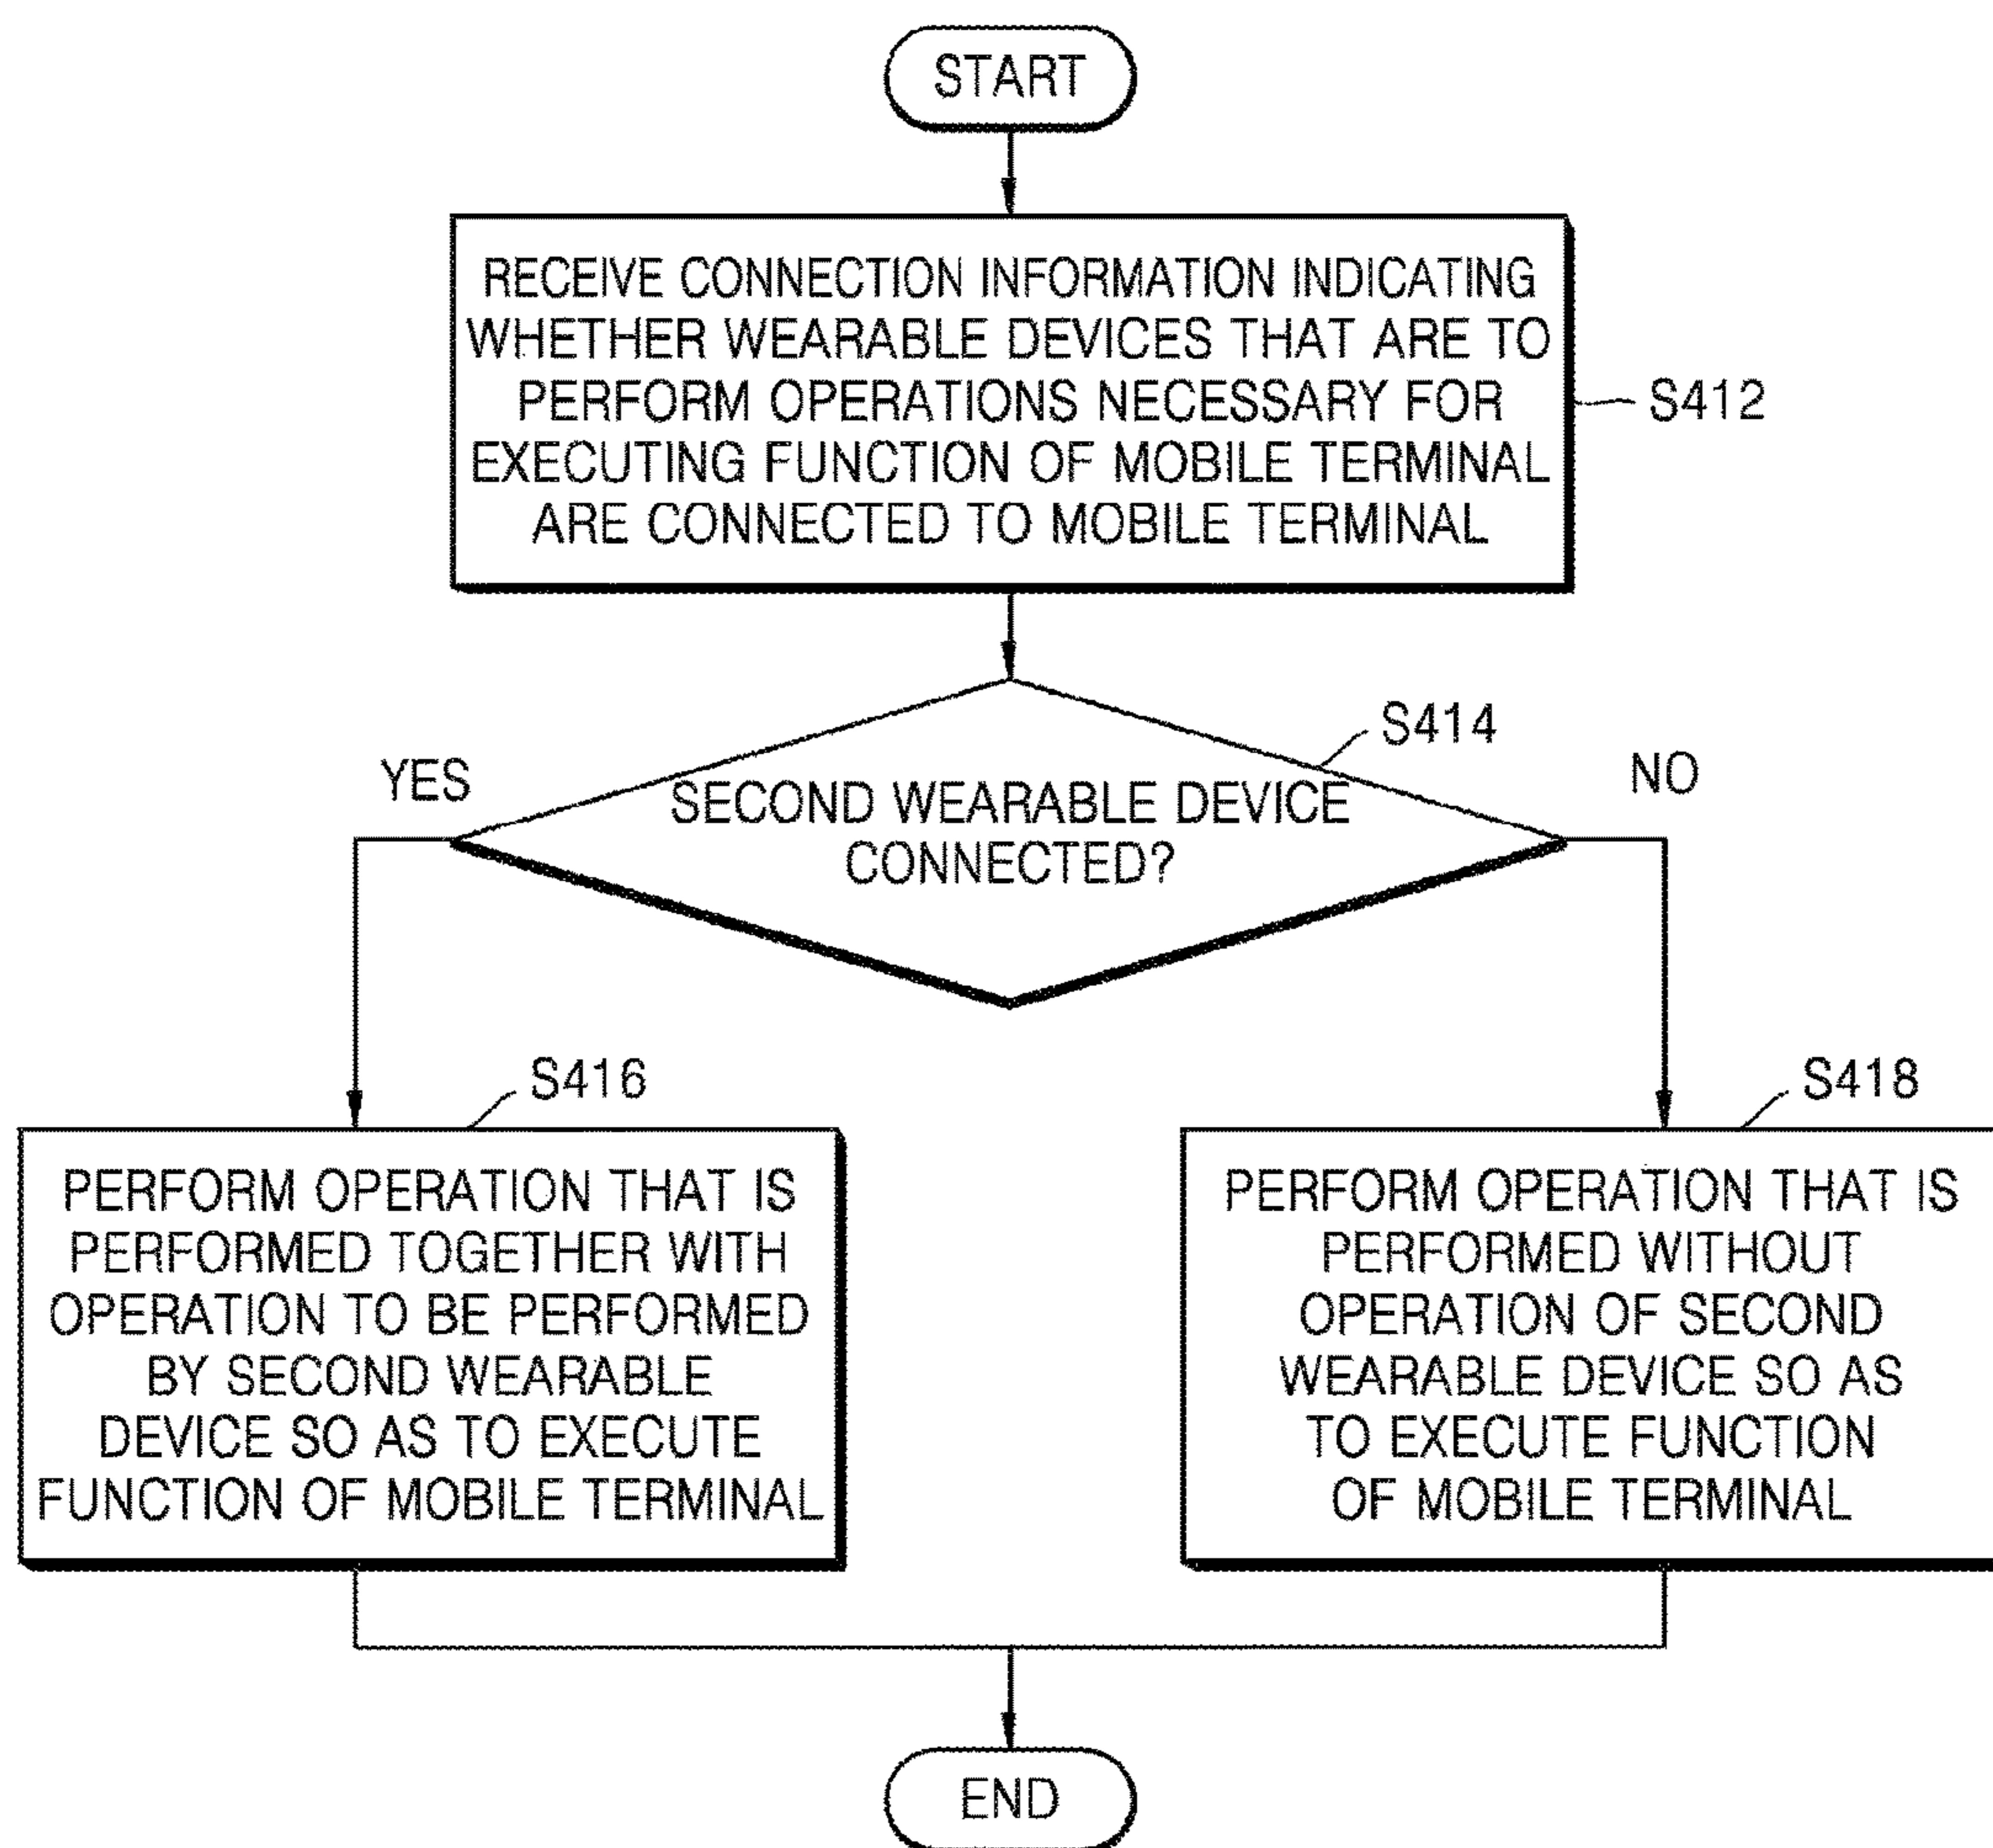 START
RECEIVE CONNECTION INFORMATION INDICATING
WHETHER WEARABLE DEVICES THAT ARE TO
PERFORM OPERATIONS NECESSARY FOR
EXECUTING FUNCTION OF MOBILE TERMINAL
ARE CONNECTED TO MOBILE TERMINAL
S412
S414
YES
NO
SECOND WEARABLE DEVICE
CONNECTED?
S416
PERFORM OPERATION THAT IS
PERFORMED TOGETHER WITH
OPERATION TO BE PERFORMED
BY SECOND WEARABLE
DEVICE SO AS TO EXECUTE
FUNCTION OF MOBILE TERMINAL
S418
PERFORM OPERATION THAT IS
PERFORMED WITHOUT
OPERATION OF SECOND
WEARABLE DEVICE SO AS
TO EXECUTE FUNCTION
OF MOBILE TERMINAL
END